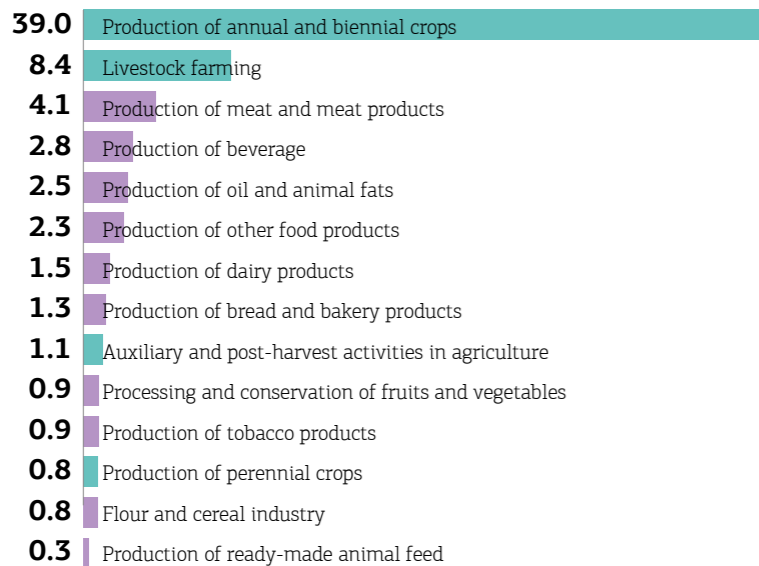 39.0 Production of annual and biennial crops
8.4 Livestock farming
4.1 Production of meat and meat products
2.8 Production of beverage
2.5 Production of oil and animal fats
2.3 Production of other food products
1.5 Production of dairy products
1.3 Production of bread and bakery products
1.1 Auxiliary and post-harvest activities in agriculture
0.9 Processing and conservation of fruits and vegetables
0.9 Production of tobacco products
0.8 Production of perennial crops
0.8 Flour and cereal industry
0.3 Production of ready-made animal feed